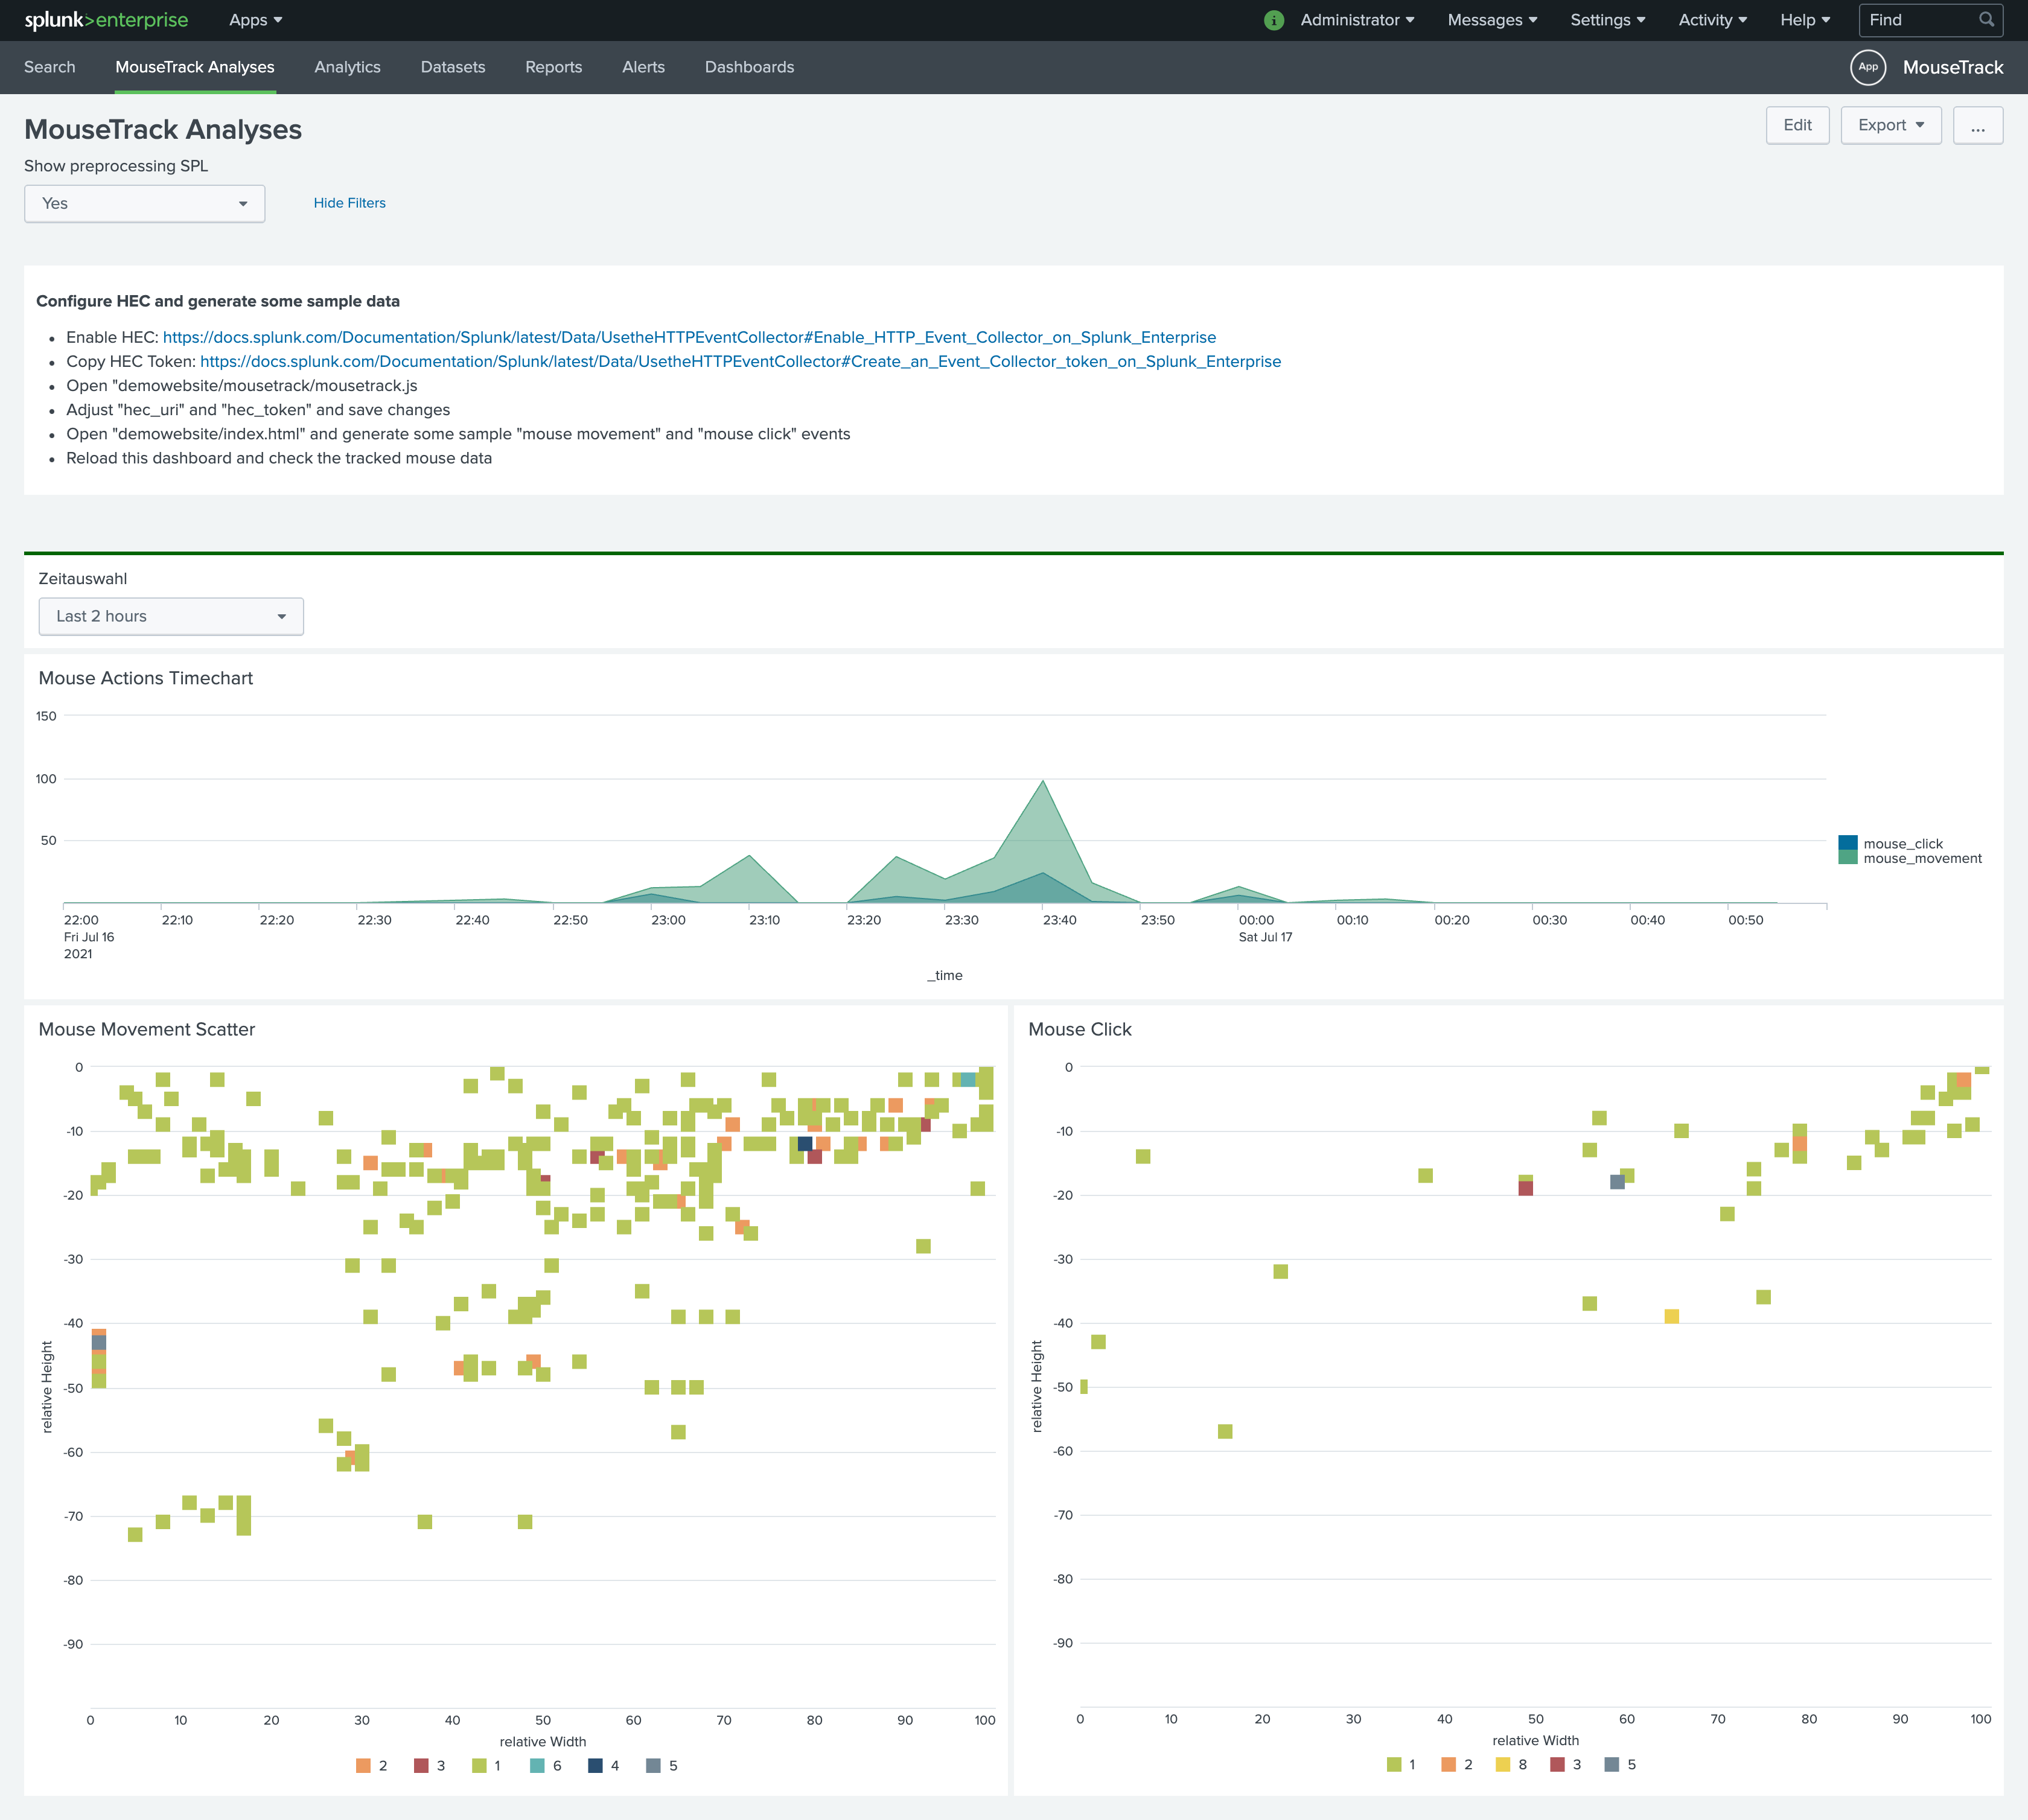 splunk>enterprise Apps Administrator Messages Settings Activity Help Find
Search MouseTrack Analyses Analytics Datasets Reports Alerts Dashboards App MouseTrack
MouseTrack Analyses Edit Export ...
Show preprocessing SPL
Yes Hide Filters
Configure HEC and generate some sample data
Enable HEC: https://docs.splunk.com/Documentation/Splunk/latest/Data/UsetheHTTPEventCollector#Enable_HTTP_Event_Collector_on_Splunk_Enterprise
Copy HEC Token: https://docs.splunk.com/Documentation/Splunk/latest/Data/UsetheHTTPEventCollector#Create_an_Event_Collector_token_on_Splunk_Enterprise
Open "demowebsite/mousetrack/mousetrack.js
Adjust "hec_uri" and "hec_token" and save changes
Open "demowebsite/index.html" and generate some sample "mouse movement" and "mouse click" events
Reload this dashboard and check the tracked mouse data
Zeitauswahl
Last 2 hours
Mouse Actions Timechart
150
100
50
mouse_click
mouse_movement
22:00 22:10 22:20 22:30 22:40 22:50 23:00 23:10 23:20 23:30 23:40 23:50 00:00 00:10 00:20 00:30 00:40 00:50
Fri Jul 16 Sat Jul 17
2021
_time
Mouse Movement Scatter
0
-10
-20
-30
-40
-50
-60
-70
-80
-90
relative Height
0 10 20 30 40 50 60 70 80 90 100
relative Width
2 3 1 6 4 5
Mouse Click
0
-10
-20
-30
-40
-50
-60
-70
-80
-90
relative Height
0 10 20 30 40 50 60 70 80 90 100
relative Width
1 2 8 3 5